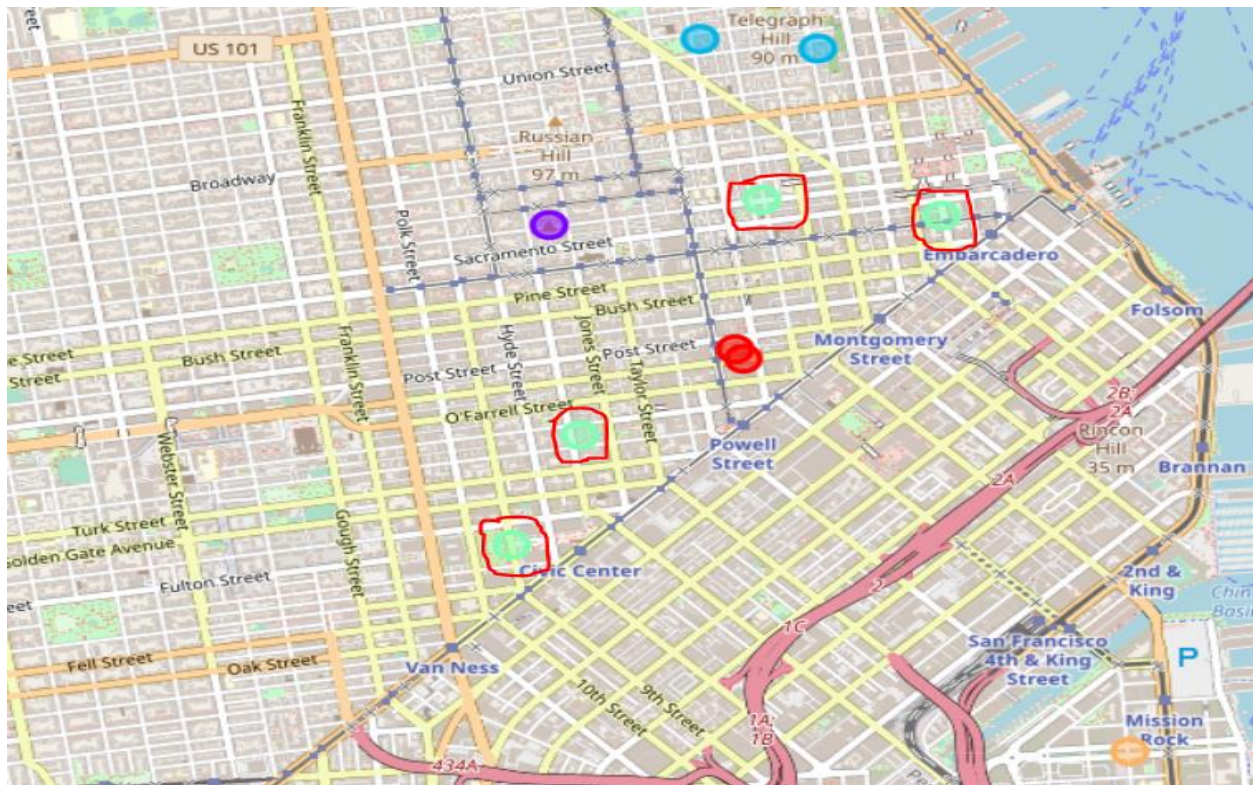 Telegraph
Hill
90 m
US 101
Union Street
Franklin Street
Russian
Hill
97 m
Broadway
Polk Street
Sacramento Street
Embarcadero
Pine Street
Bush Street
Folsom
Montgomery
Street
Street
Bush Street
Franklin Street
Hyde Street
Jones Street
Post Street
Taylor Street
Street
Post Street
2B;
2A
O'Farrell Street
Rincon
Hill
35 m
Powell
Street
Brannan
Webster Street
2A
Turk Street
Golden Gate Avenue
Gough Street
Fulton Street
Civic Center
2
2nd &
King
1C
San Francisco
4th & King
Street
P
Fell Street
Oak Street
Van Ness
10th Street
9th Street
1A;
1B
Mission
Rock
434A